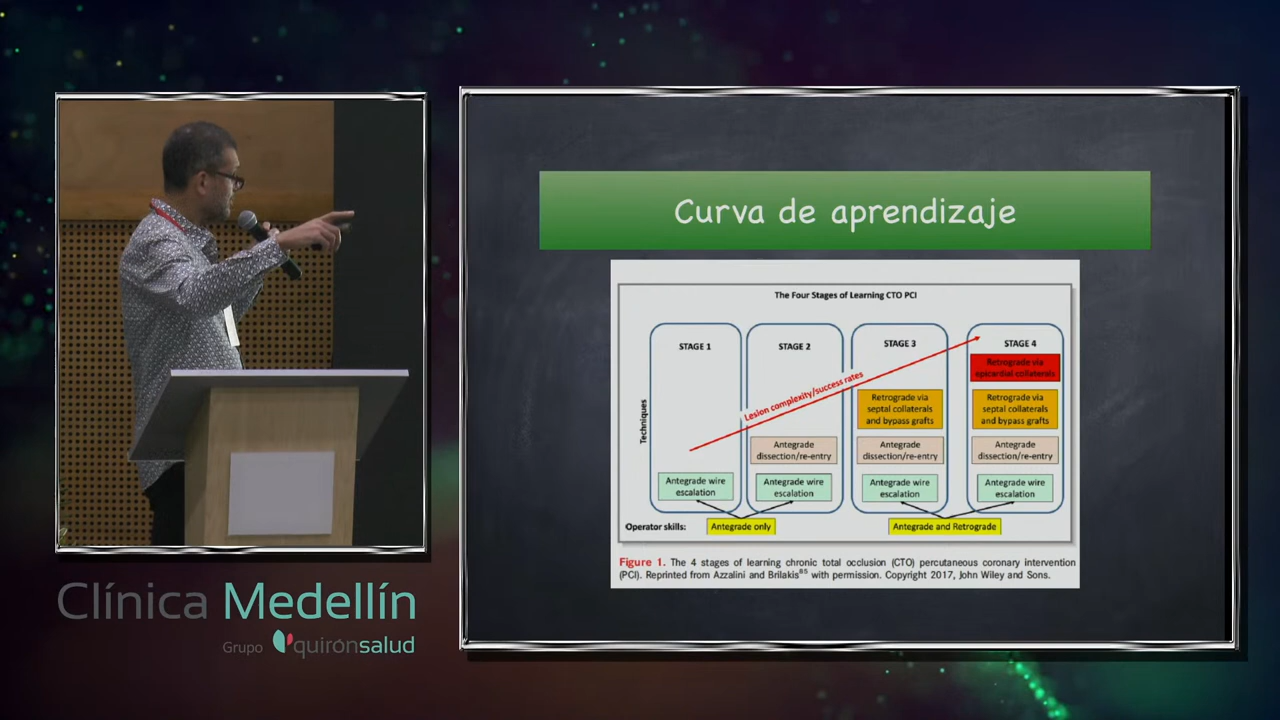 Curva de aprendizaje
The Four Stages of Learning CTO PCI
STAGE 1
STAGE 2
STAGE 3
STAGE 4
Techniques
Lesion complexity/success rates
Antegrade wire
escalation
Antegrade
dissection/re-entry
Antegrade wire
escalation
Retrograde via
septal collaterals
and bypass grafts
Antegrade
dissection/re-entry
Antegrade wire
escalation
Retrograde via
epicardial collaterals
Retrograde via
septal collaterals
and bypass grafts
Antegrade
dissection/re-entry
Antegrade wire
escalation
Operator skills:
Antegrade only
Antegrade and Retrograde
Figure 1. The 4 stages of learning chronic total occlusion (CTO) percutaneous coronary intervention
(PCI). Reprinted from Azzalini and Brilakis85 with permission. Copyright 2017, John Wiley and Sons.
Clínica Medellín
Grupo quirónsalud